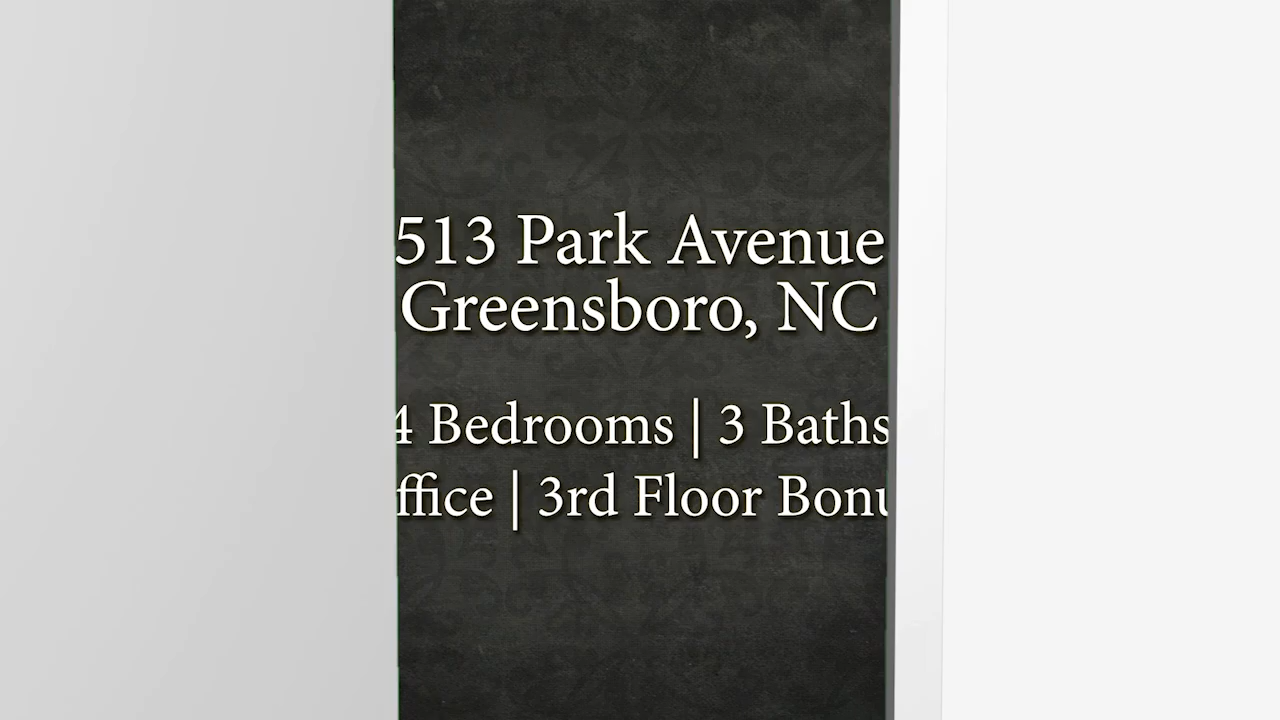 513 Park Avenue
Greensboro, NC
4 Bedrooms | 3 Baths
ffice | 3rd Floor Bonu